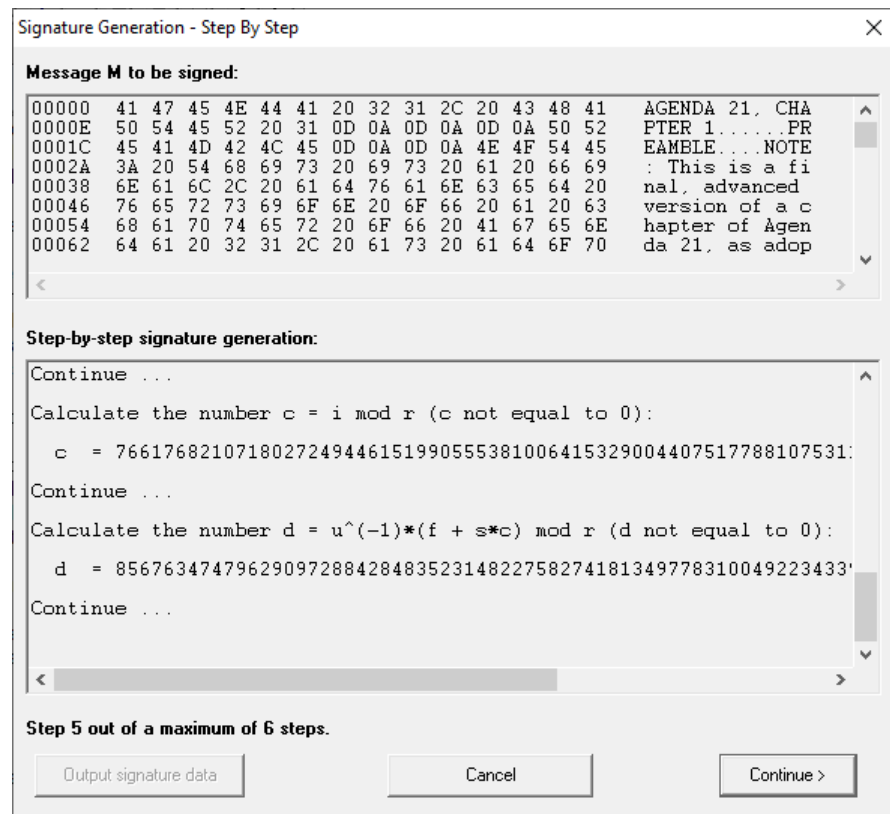 Signature Generation - Step By Step
Message M to be signed:
00000 41 47 45 4E 44 41 20 32 31 2C 20 43 48 41 AGENDA 21, CHA
0000E 50 54 45 52 20 31 0D 0A 0D 0A 0D 0A 50 52 PTER 1......PR
0001C 45 41 4D 42 4C 45 0D 0A 0D 0A 4E 4F 54 45 EAMBLE....NOTE
0002A 3A 20 54 68 69 73 20 69 73 20 61 20 66 69 : This is a fi
00038 6E 61 6C 2C 20 61 64 76 61 6E 63 65 64 20 nal, advanced
00046 76 65 72 73 69 6F 6E 20 6F 66 20 61 20 63 version of a c
00054 68 61 70 74 65 72 20 6F 66 20 41 67 65 6E hapter of Agen
00062 64 61 20 32 31 2C 20 61 73 20 61 64 6F 70 da 21, as adop
Step-by-step signature generation:
Continue ...
Calculate the number c = i mod r (c not equal to 0):
c = 76617682107180272494461519905553810064153290044075177881075311
Continue ...
Calculate the number d = u^(-1)*(f + s*c) mod r (d not equal to 0):
d = 85676347479629097288428483523148227582741813497783100492234339
Continue ...
Step 5 out of a maximum of 6 steps.
Output signature data
Cancel
Continue >